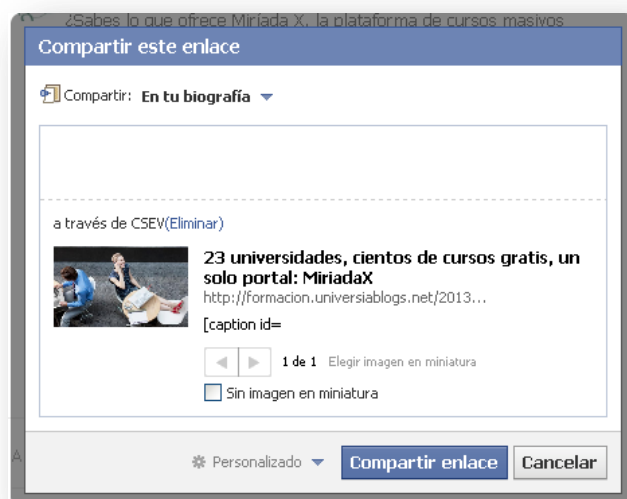 ¿Sabes lo que ofrece Miríada X, la plataforma de cursos masivos
Compartir este enlace
Compartir: En tu biografía
a través de CSEV(Eliminar)
23 universidades, cientos de cursos gratis, un
solo portal: MiriadaX
http://formacion.universiablogs.net/2013...
[caption id=
1 de 1 Elegir imagen en miniatura
Sin imagen en miniatura
A
Personalizado
Compartir enlace
Cancelar